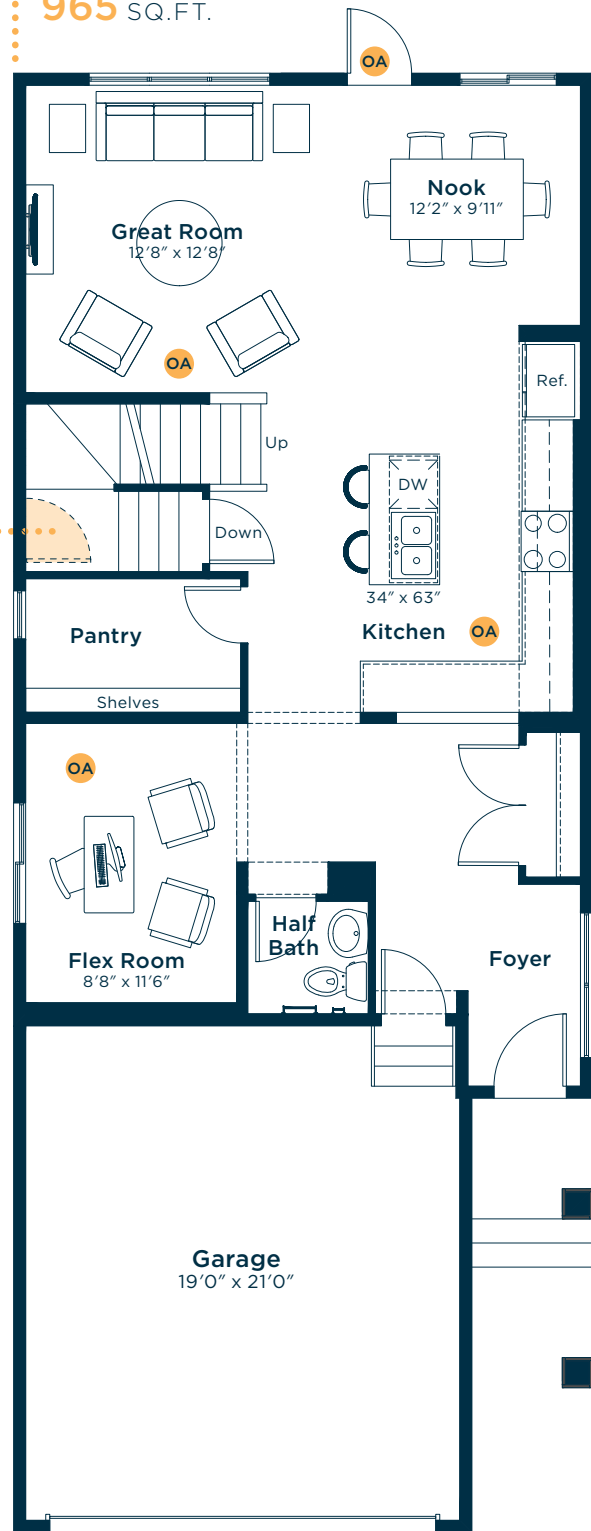 965 SQ.FT.
OA
Nook
12'2" x 9'11"
Great Room
12'8" x 12'8"
OA
Ref.
Up
DW
Down
34" x 63"
Pantry
Kitchen OA
Shelves
OA
Half
Bath
Flex Room
8'8" x 11'6"
Foyer
Garage
19'0" x 21'0"